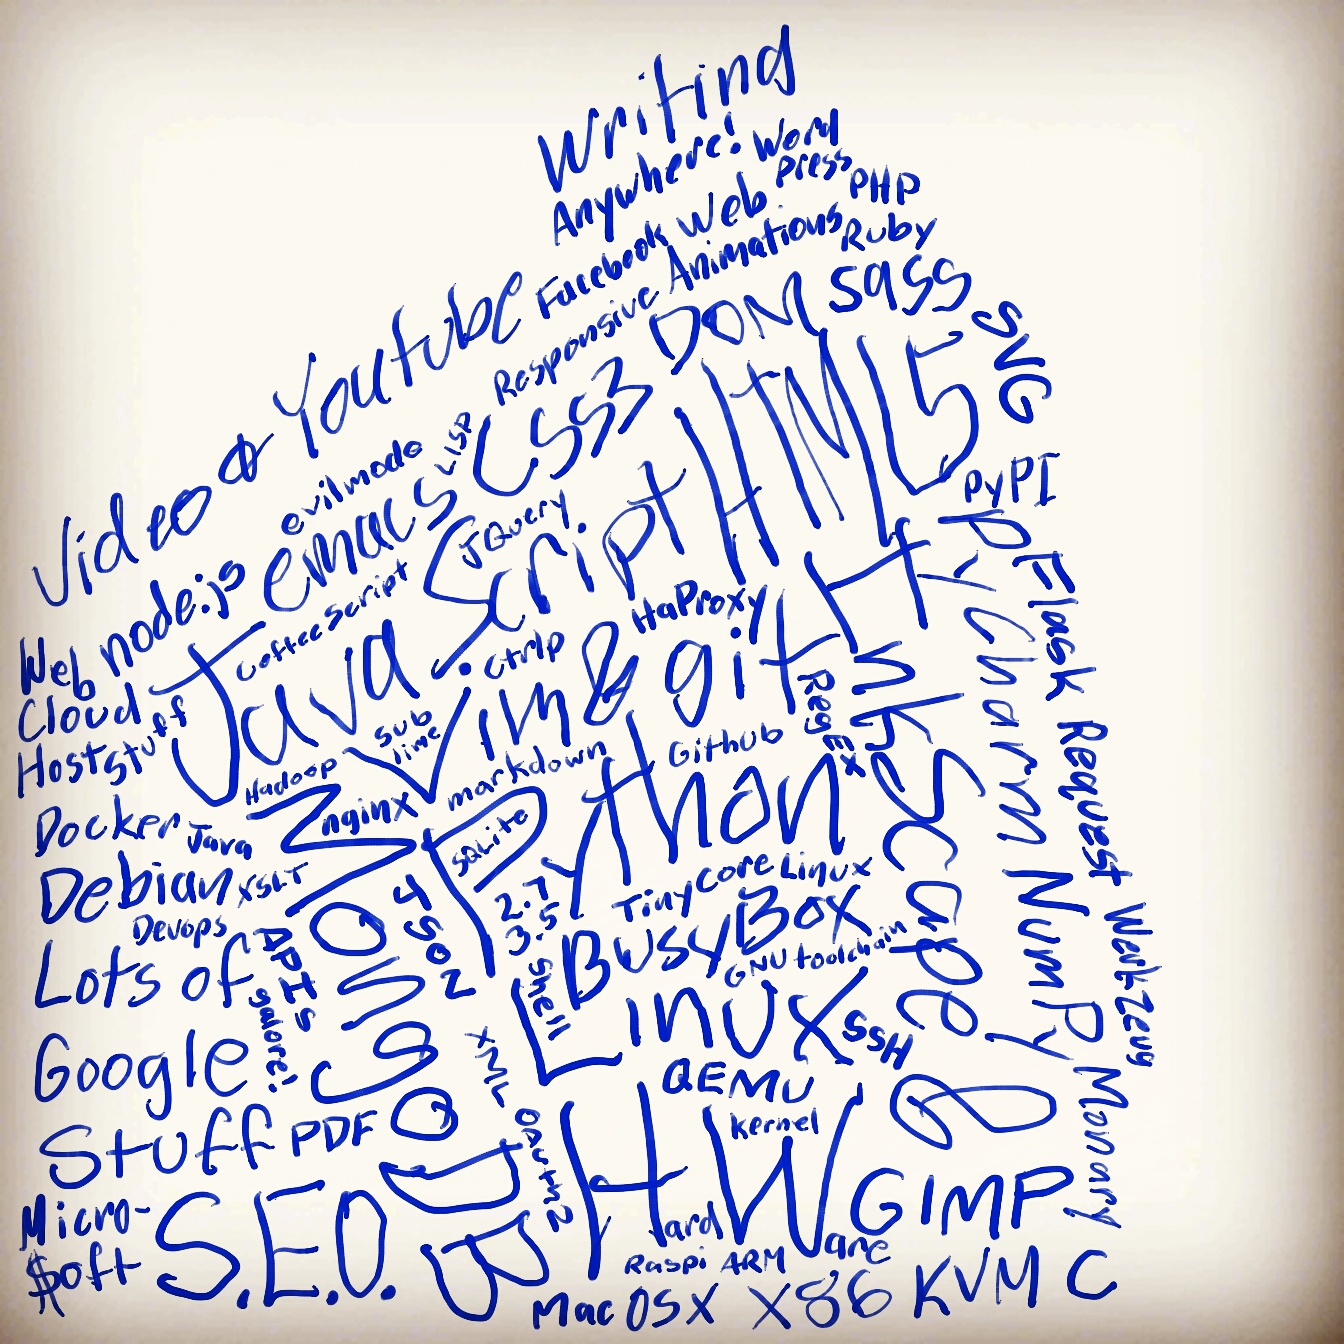 Writing
Anywhere! Word
Press PHP
Facebook Web
Responsive Animations Ruby
Video & Youtube
DOM sass
SVG
evilmode LISP CSS3
HTML5
Web node.js emacs
JQuery
CoffeeScript
JavaScript
PyPI
PyCharm
Flask Request Werkzeug
Cloud
Host stuff
Ctrlp
HaProxy
Vim & git
Sub
lime
RegEx
Hadoop
markdown
Github
Inkscape &
Docker Java
nginx
SQLite
Python
2.7
3.5
Debian XSLT
JSON
TinyCore Linux
Devops
BusyBox
GNU toolchain
NumPy Monary
Lots of
APIs
galore!
MongoDB
Shell
Linux
SSH
Google
XML
QEMU
OAuth2
kernel
Stuff PDF
HardWare
GIMP
Micro-
$oft
S.E.O.
Raspi ARM
Mac OSX X86 KVM C